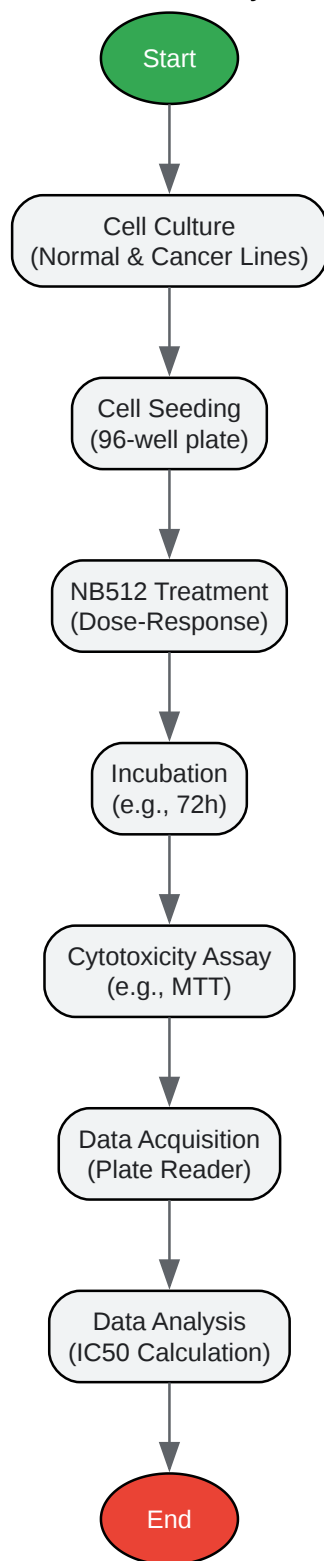 Start
Cell Culture
(Normal & Cancer Lines)
Cell Seeding
(96-well plate)
NB512 Treatment
(Dose-Response)
Incubation
(e.g., 72h)
Cytotoxicity Assay
(e.g., MTT)
Data Acquisition
(Plate Reader)
Data Analysis
(IC50 Calculation)
End